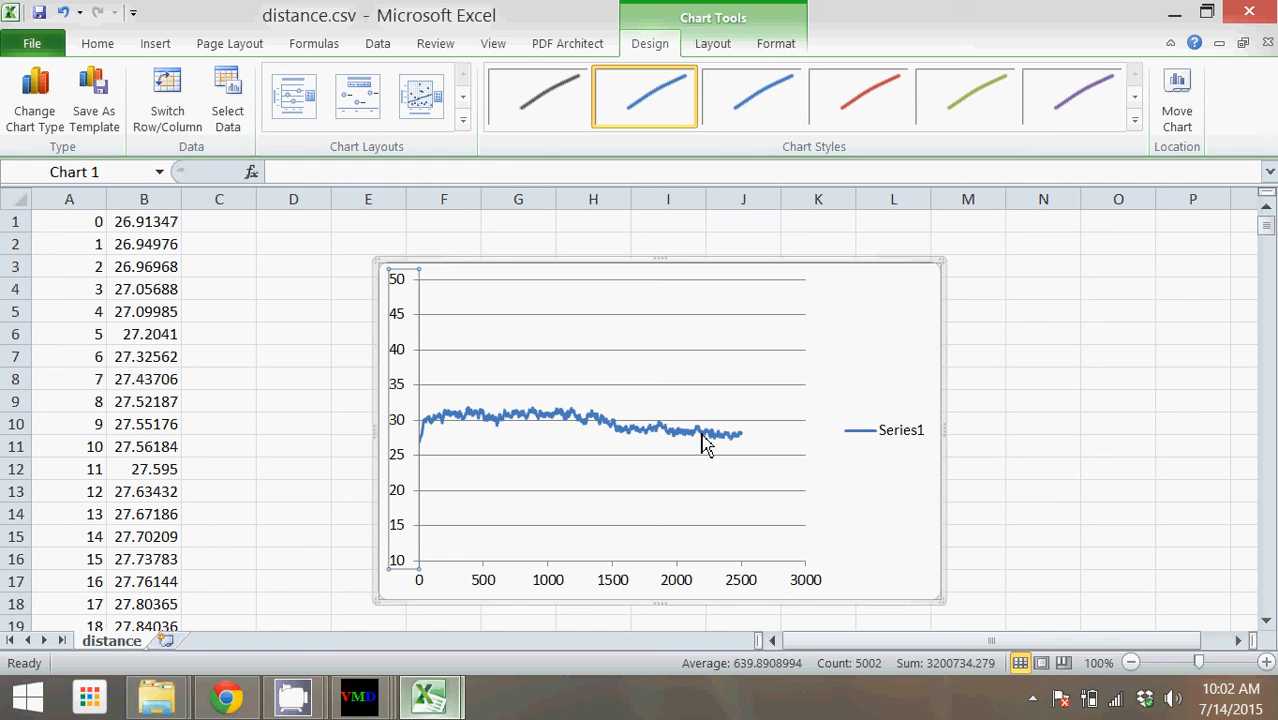 distance.csv - Microsoft Excel
Chart Tools
File Home Insert Page Layout Formulas Data Review View PDF Architect Design Layout Format
Change Chart Type
Save As Template
Switch Row/Column
Select Data
Move Chart
Type Data Chart Layouts Chart Styles Location
Chart 1 fx
A B C D E F G H I J K L M N O P
1 0 26.91347
2 1 26.94976
3 2 26.96968
4 3 27.05688
5 4 27.09985
6 5 27.2041
7 6 27.32562
8 7 27.43706
9 8 27.52187
10 9 27.55176
11 10 27.56184
12 11 27.595
13 12 27.63432
14 13 27.67186
15 14 27.70209
16 15 27.73783
17 16 27.76144
18 17 27.80365
19 18 27.84036
50
45
40
35
30
25
20
15
10
0 500 1000 1500 2000 2500 3000
Series1
distance
Ready Average: 639.8908994 Count: 5002 Sum: 3200734.279 100%
VMD
10:02 AM
7/14/2015